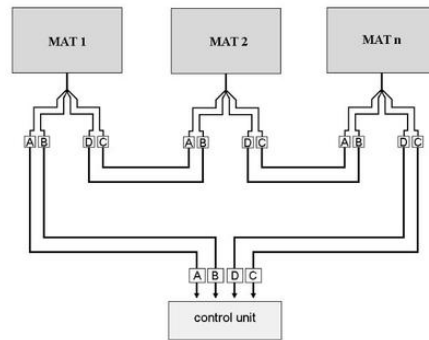 MAT 1 MAT 2 MAT n
A B D C A B D C A B D C
A B D C
control unit